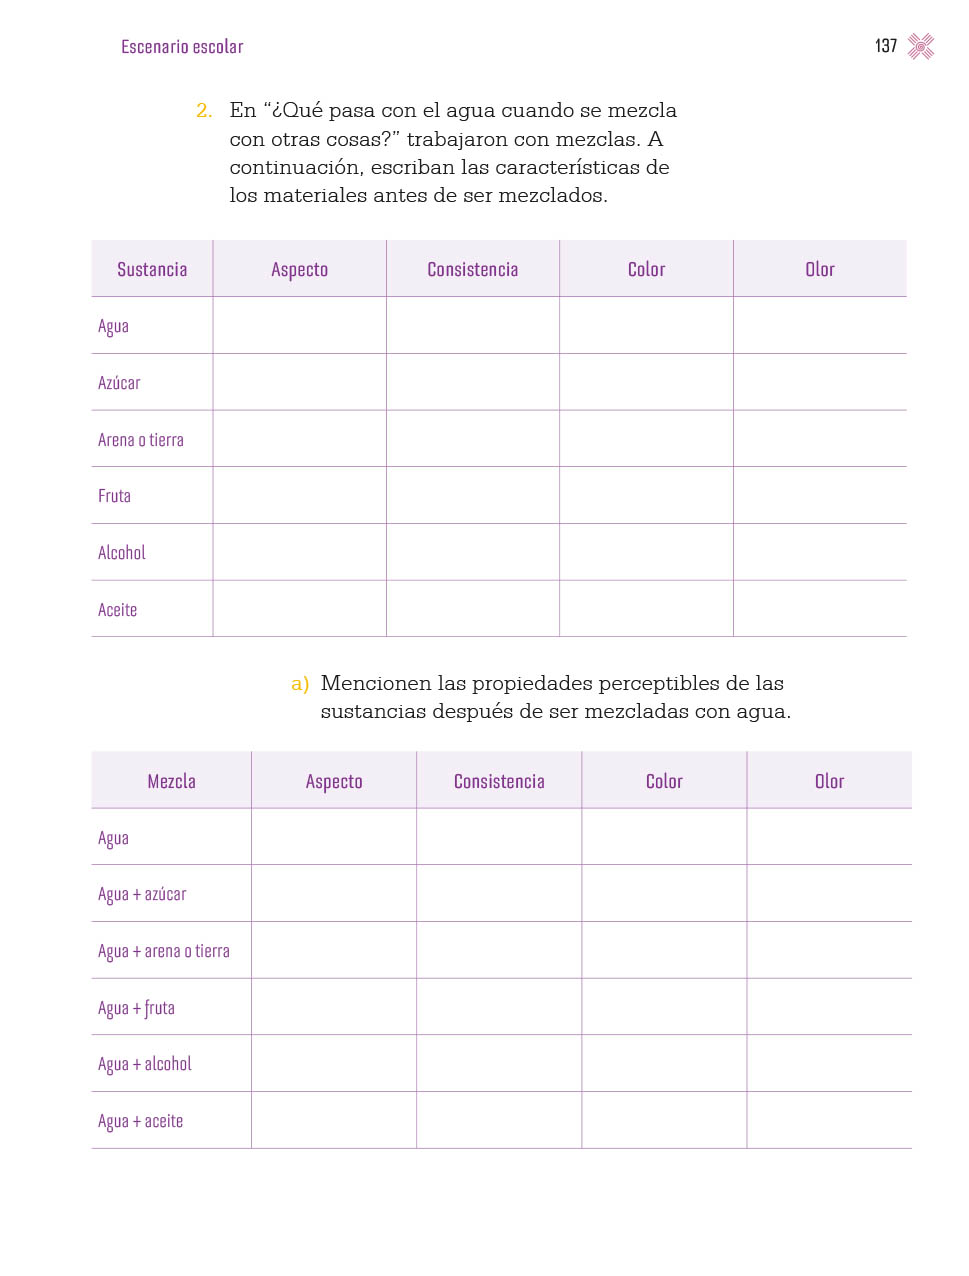 Escenario escolar
137
2. En “¿Qué pasa con el agua cuando se mezcla
con otras cosas?” trabajaron con mezclas. A
continuación, escriban las características de
los materiales antes de ser mezclados.
Sustancia Aspecto Consistencia Color Olor
Agua
Azúcar
Arena o tierra
Fruta
Alcohol
Aceite
a) Mencionen las propiedades perceptibles de las
sustancias después de ser mezcladas con agua.
Mezcla Aspecto Consistencia Color Olor
Agua
Agua + azúcar
Agua + arena o tierra
Agua + fruta
Agua + alcohol
Agua + aceite